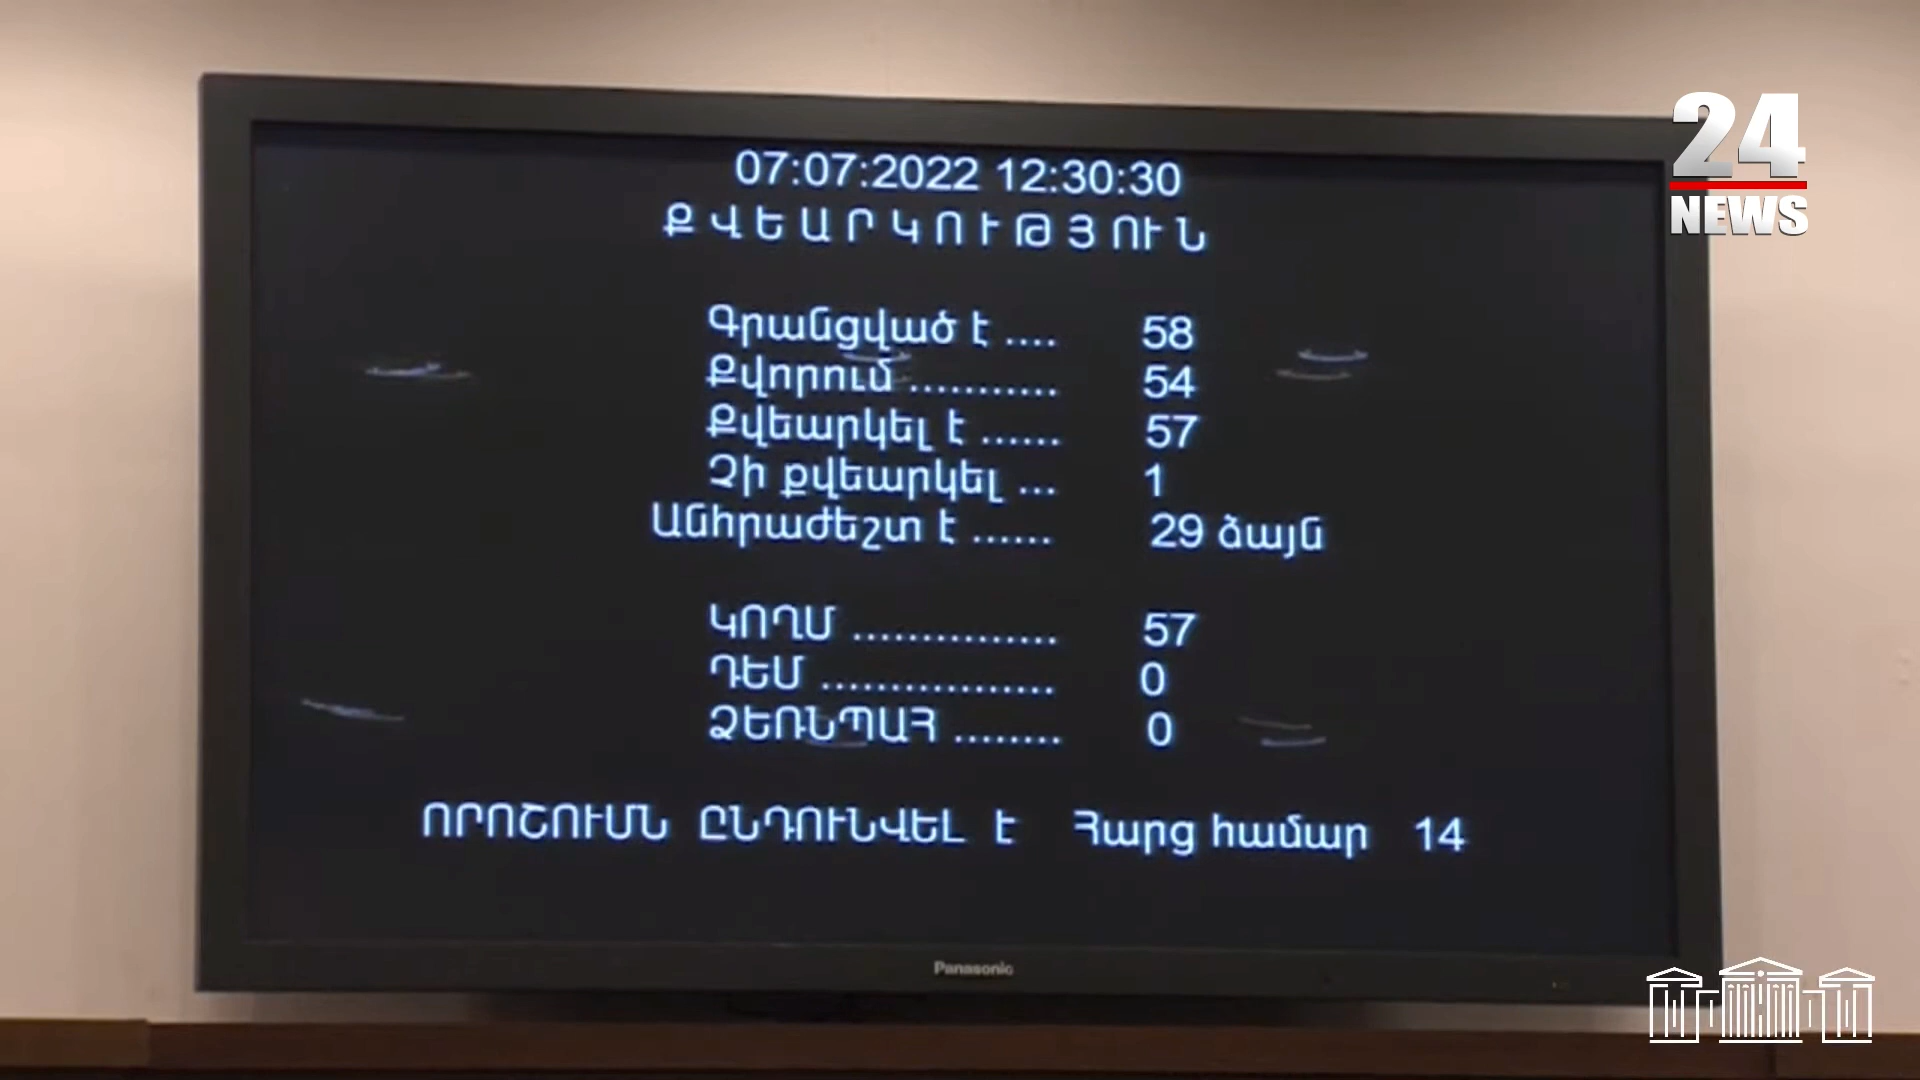 07:07:2022 12:30:30
Ք Վ Ե Ա Ր Կ Ո Ւ Թ Յ ՈՒ Ն
Գրանցված է .... 58
Քվորում ........... 54
Քվեարկել է ...... 57
Չի քվեարկել ... 1
Անհրաժեշտ է ...... 29 ձայն
ԿՈՂՄ ............... 57
ԴԵՄ ................. 0
ՁԵՌՆՊԱՀ ........ 0
ՈՐՈՇՈՒՄՆ ԸՆԴՈՒՆՎԵԼ է Հարց համար 14
Panasonic
24
NEWS